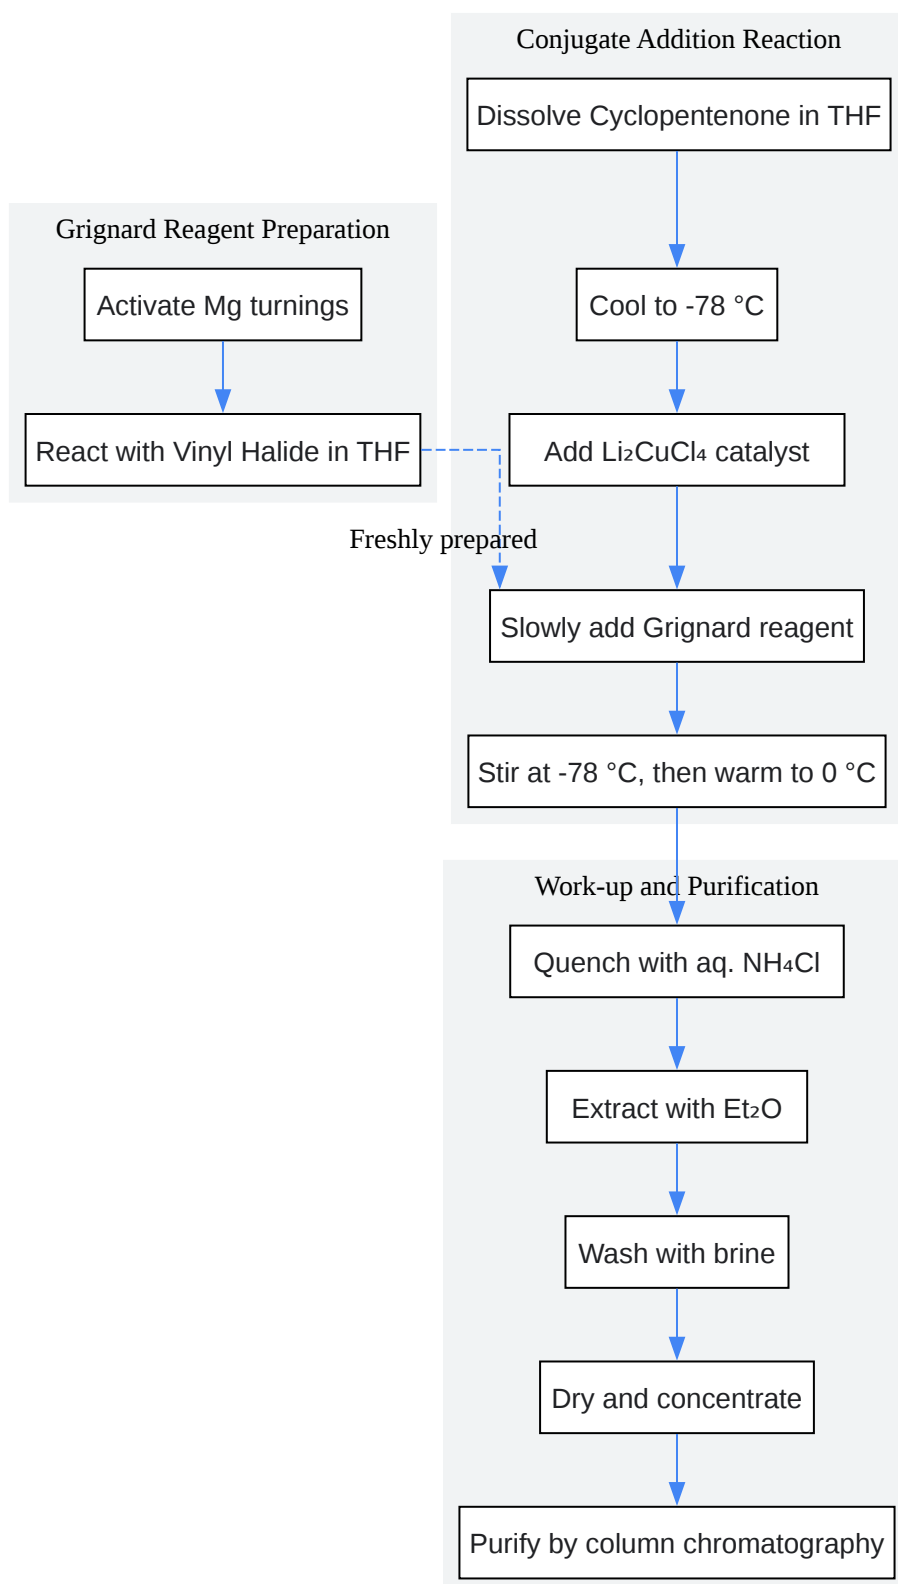 Conjugate Addition Reaction
Dissolve Cyclopentenone in THF
Grignard Reagent Preparation
Activate Mg turnings
Cool to -78 °C
React with Vinyl Halide in THF
Add Li₂CuCl₄ catalyst
Freshly prepared
Slowly add Grignard reagent
Stir at -78 °C, then warm to 0 °C
Work-up and Purification
Quench with aq. NH₄Cl
Extract with Et₂O
Wash with brine
Dry and concentrate
Purify by column chromatography